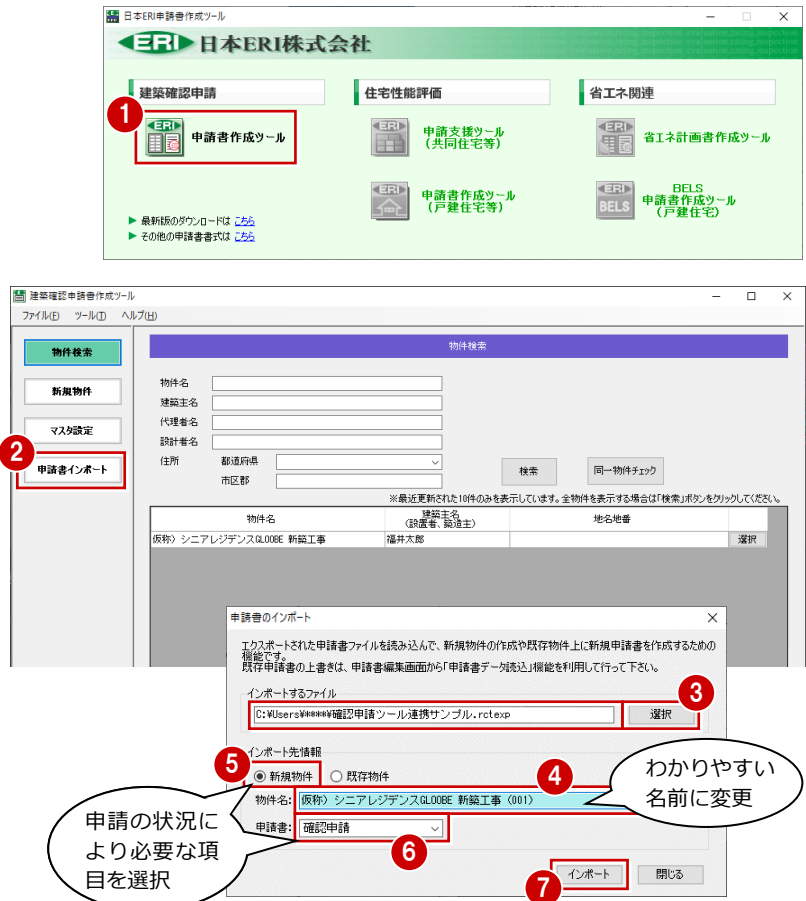 日本ERI申請書作成ツール
ERI 日本ERI株式会社
建築確認申請
住宅性能評価
省エネ関連
1
ERI 申請書作成ツール
ERI 申請支援ツール
(共同住宅等)
ERI 省エネ計画書作成ツール
ERI 申請書作成ツール
(戸建住宅等)
ERI BELS BELS
申請書作成ツール
(戸建住宅)
▶ 最新版のダウンロードは こちら
▶ その他の申請書書式は こちら
建築確認申請書作成ツール
ファイル(F) ツール(T) ヘルプ(H)
物件検索
新規物件
マスタ設定
2
申請書インポート
物件検索
物件名
建築主名
代理者名
設計者名
住所 都道府県
市区郡
検索 同一物件チェック
※最近更新された10件のみを表示しています。全物件を表示する場合は「検索」ボタンをクリックしてください。
物件名 建築主名
(設置者、築造主) 地名地番
仮称）シニアレジデンスGLOOBE 新築工事 福井太郎 選択
申請書のインポート
エクスポートされた申請書ファイルを読み込んで、新規物件の作成や既存物件上に新規申請書を作成するための
機能です。
既存申請書の上書きは、申請書編集画面から「申請書データ読込」機能を利用して行って下さい。
インポートするファイル
3
C:¥Users¥****¥確認申請ツール連携サンプル.rctexp 選択
インポート先情報
5
新規物件 既存物件
4
物件名: 仮称）シニアレジデンスGLOOBE 新築工事 (001)
わかりやすい
名前に変更
申請書: 確認申請
6
申請の状況に
より必要な項
目を選択
7
インポート 閉じる